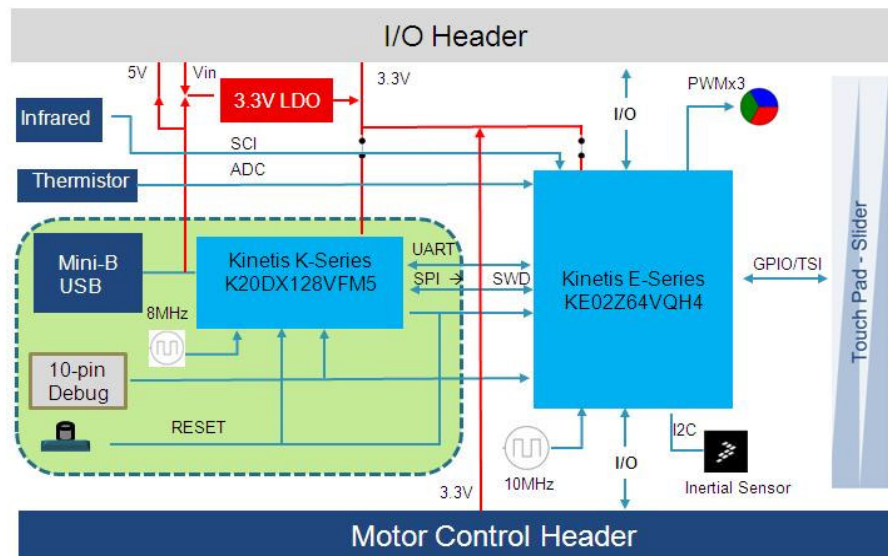 I/O Header
5V
Vin
3.3V
3.3V LDO
PWMx3
Infrared
I/O
SCI
ADC
Thermistor
Mini-B
USB
Kinetis K-Series
K20DX128VFM5
UART
SPI →
SWD
Kinetis E-Series
KE02Z64VQH4
GPIO/TSI
Touch Pad - Slider
8MHz
10-pin
Debug
RESET
I2C
I/O
10MHz
3.3V
Inertial Sensor
Motor Control Header